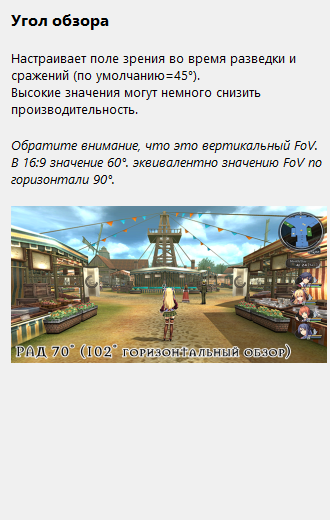 Угол обзора
Настраивает поле зрения во время разведки и
сражений (по умолчанию=45°).
Высокие значения могут немного снизить
производительность.
Обратите внимание, что это вертикальный FoV.
В 16:9 значение 60°. эквивалентно значению FoV по
горизонтали 90°.
РАД 70° (102° ГОРИЗОНТАЛЬНЫЙ ОБЗОР)